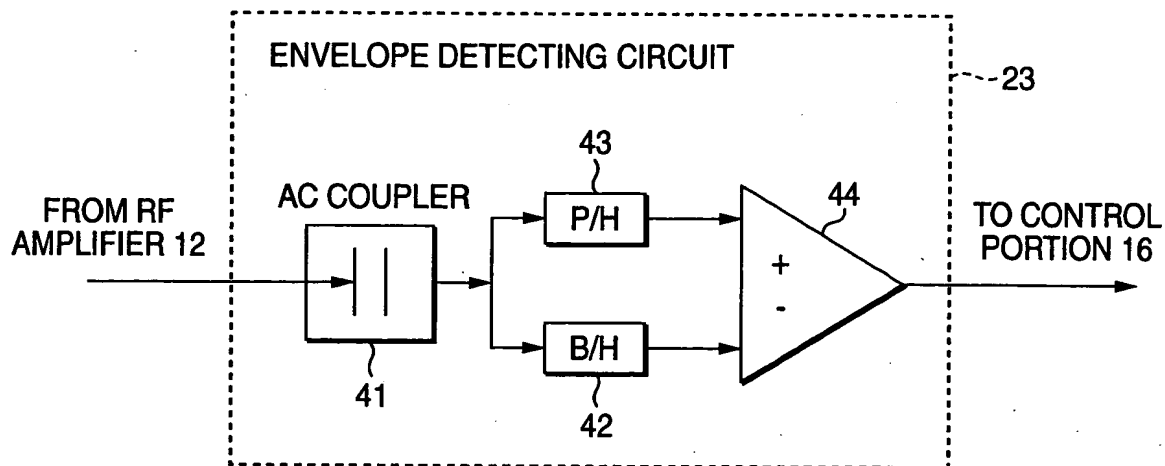 ENVELOPE DETECTING CIRCUIT
23
43
AC COUPLER
P/H
44
FROM RF
AMPLIFIER 12
TO CONTROL
PORTION 16
+
-
B/H
41
42